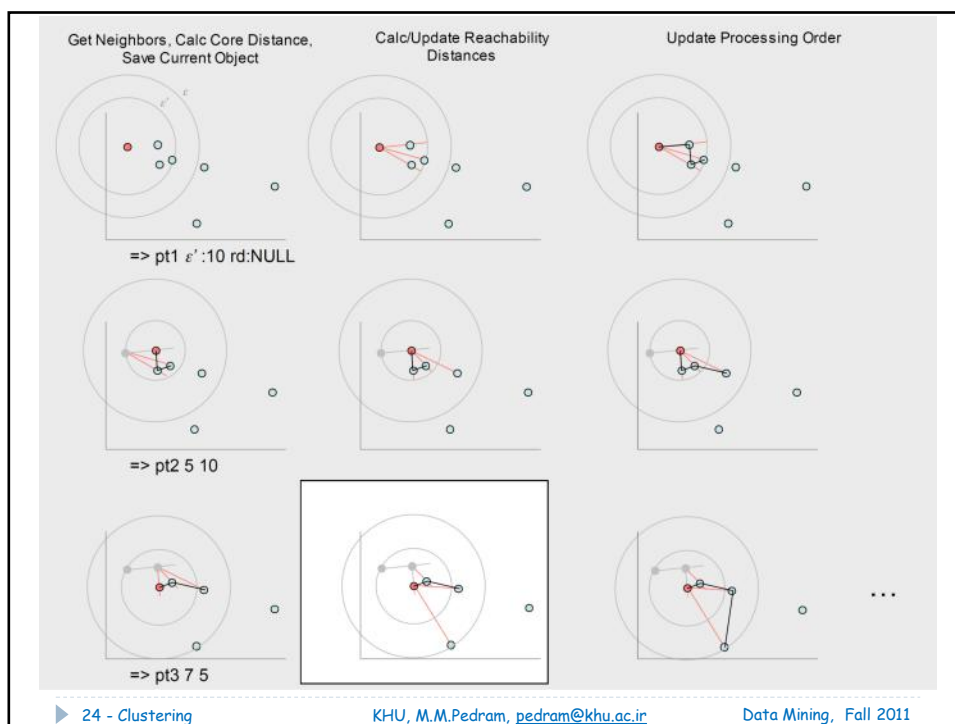 Get Neighbors, Calc Core Distance,
Save Current Object
Calc/Update Reachability
Distances
Update Processing Order
ε' ε
=> pt1 ε' :10 rd:NULL
=> pt2 5 10
=> pt3 7 5
...
24 - Clustering
KHU, M.M.Pedram, pedram@khu.ac.ir
Data Mining, Fall 2011